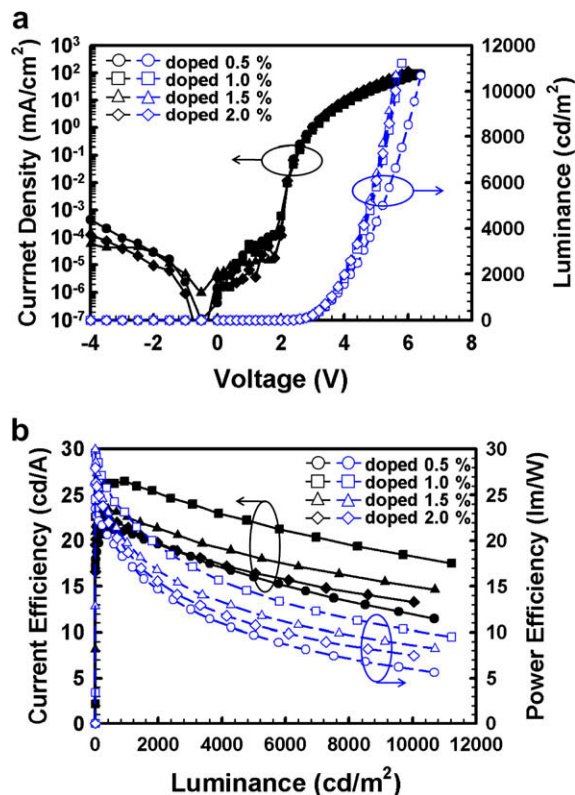 a
Currnet Density (mA/cm²)
10³
10²
10¹
10⁰
10⁻¹
10⁻²
10⁻³
10⁻⁴
10⁻⁵
10⁻⁶
10⁻⁷
doped 0.5 %
doped 1.0 %
doped 1.5 %
doped 2.0 %
12000
10000
8000
6000
4000
2000
0
Luminance (cd/m²)
-4 -2 0 2 4 6 8
Voltage (V)
b
Current Efficiency (cd/A)
30
25
20
15
10
5
0
doped 0.5 %
doped 1.0 %
doped 1.5 %
doped 2.0 %
30
25
20
15
10
5
0
Power Efficiency (lm/W)
0 2000 4000 6000 8000 10000 12000
Luminance (cd/m²)